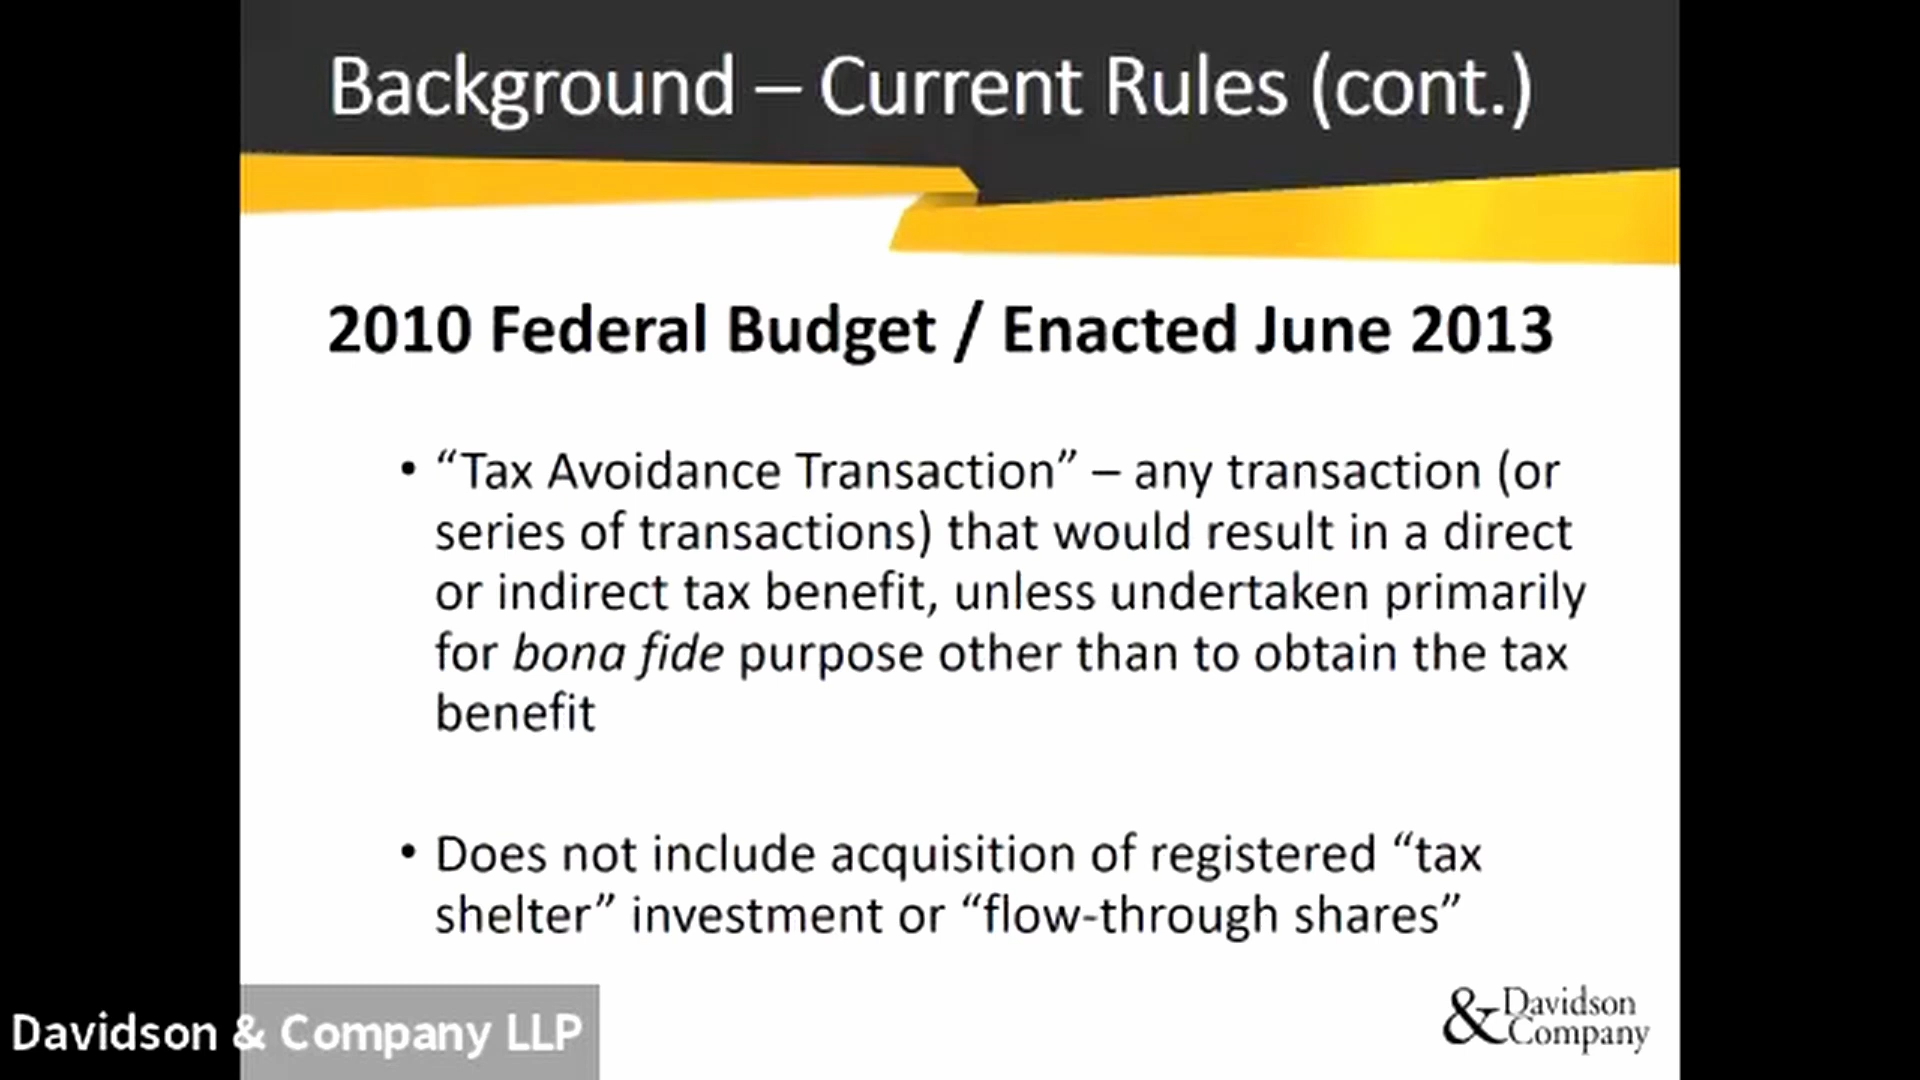 Background – Current Rules (cont.)
2010 Federal Budget / Enacted June 2013
• “Tax Avoidance Transaction” – any transaction (or
series of transactions) that would result in a direct
or indirect tax benefit, unless undertaken primarily
for bona fide purpose other than to obtain the tax
benefit
• Does not include acquisition of registered “tax
shelter” investment or “flow-through shares”
Davidson & Company LLP
& Davidson
Company